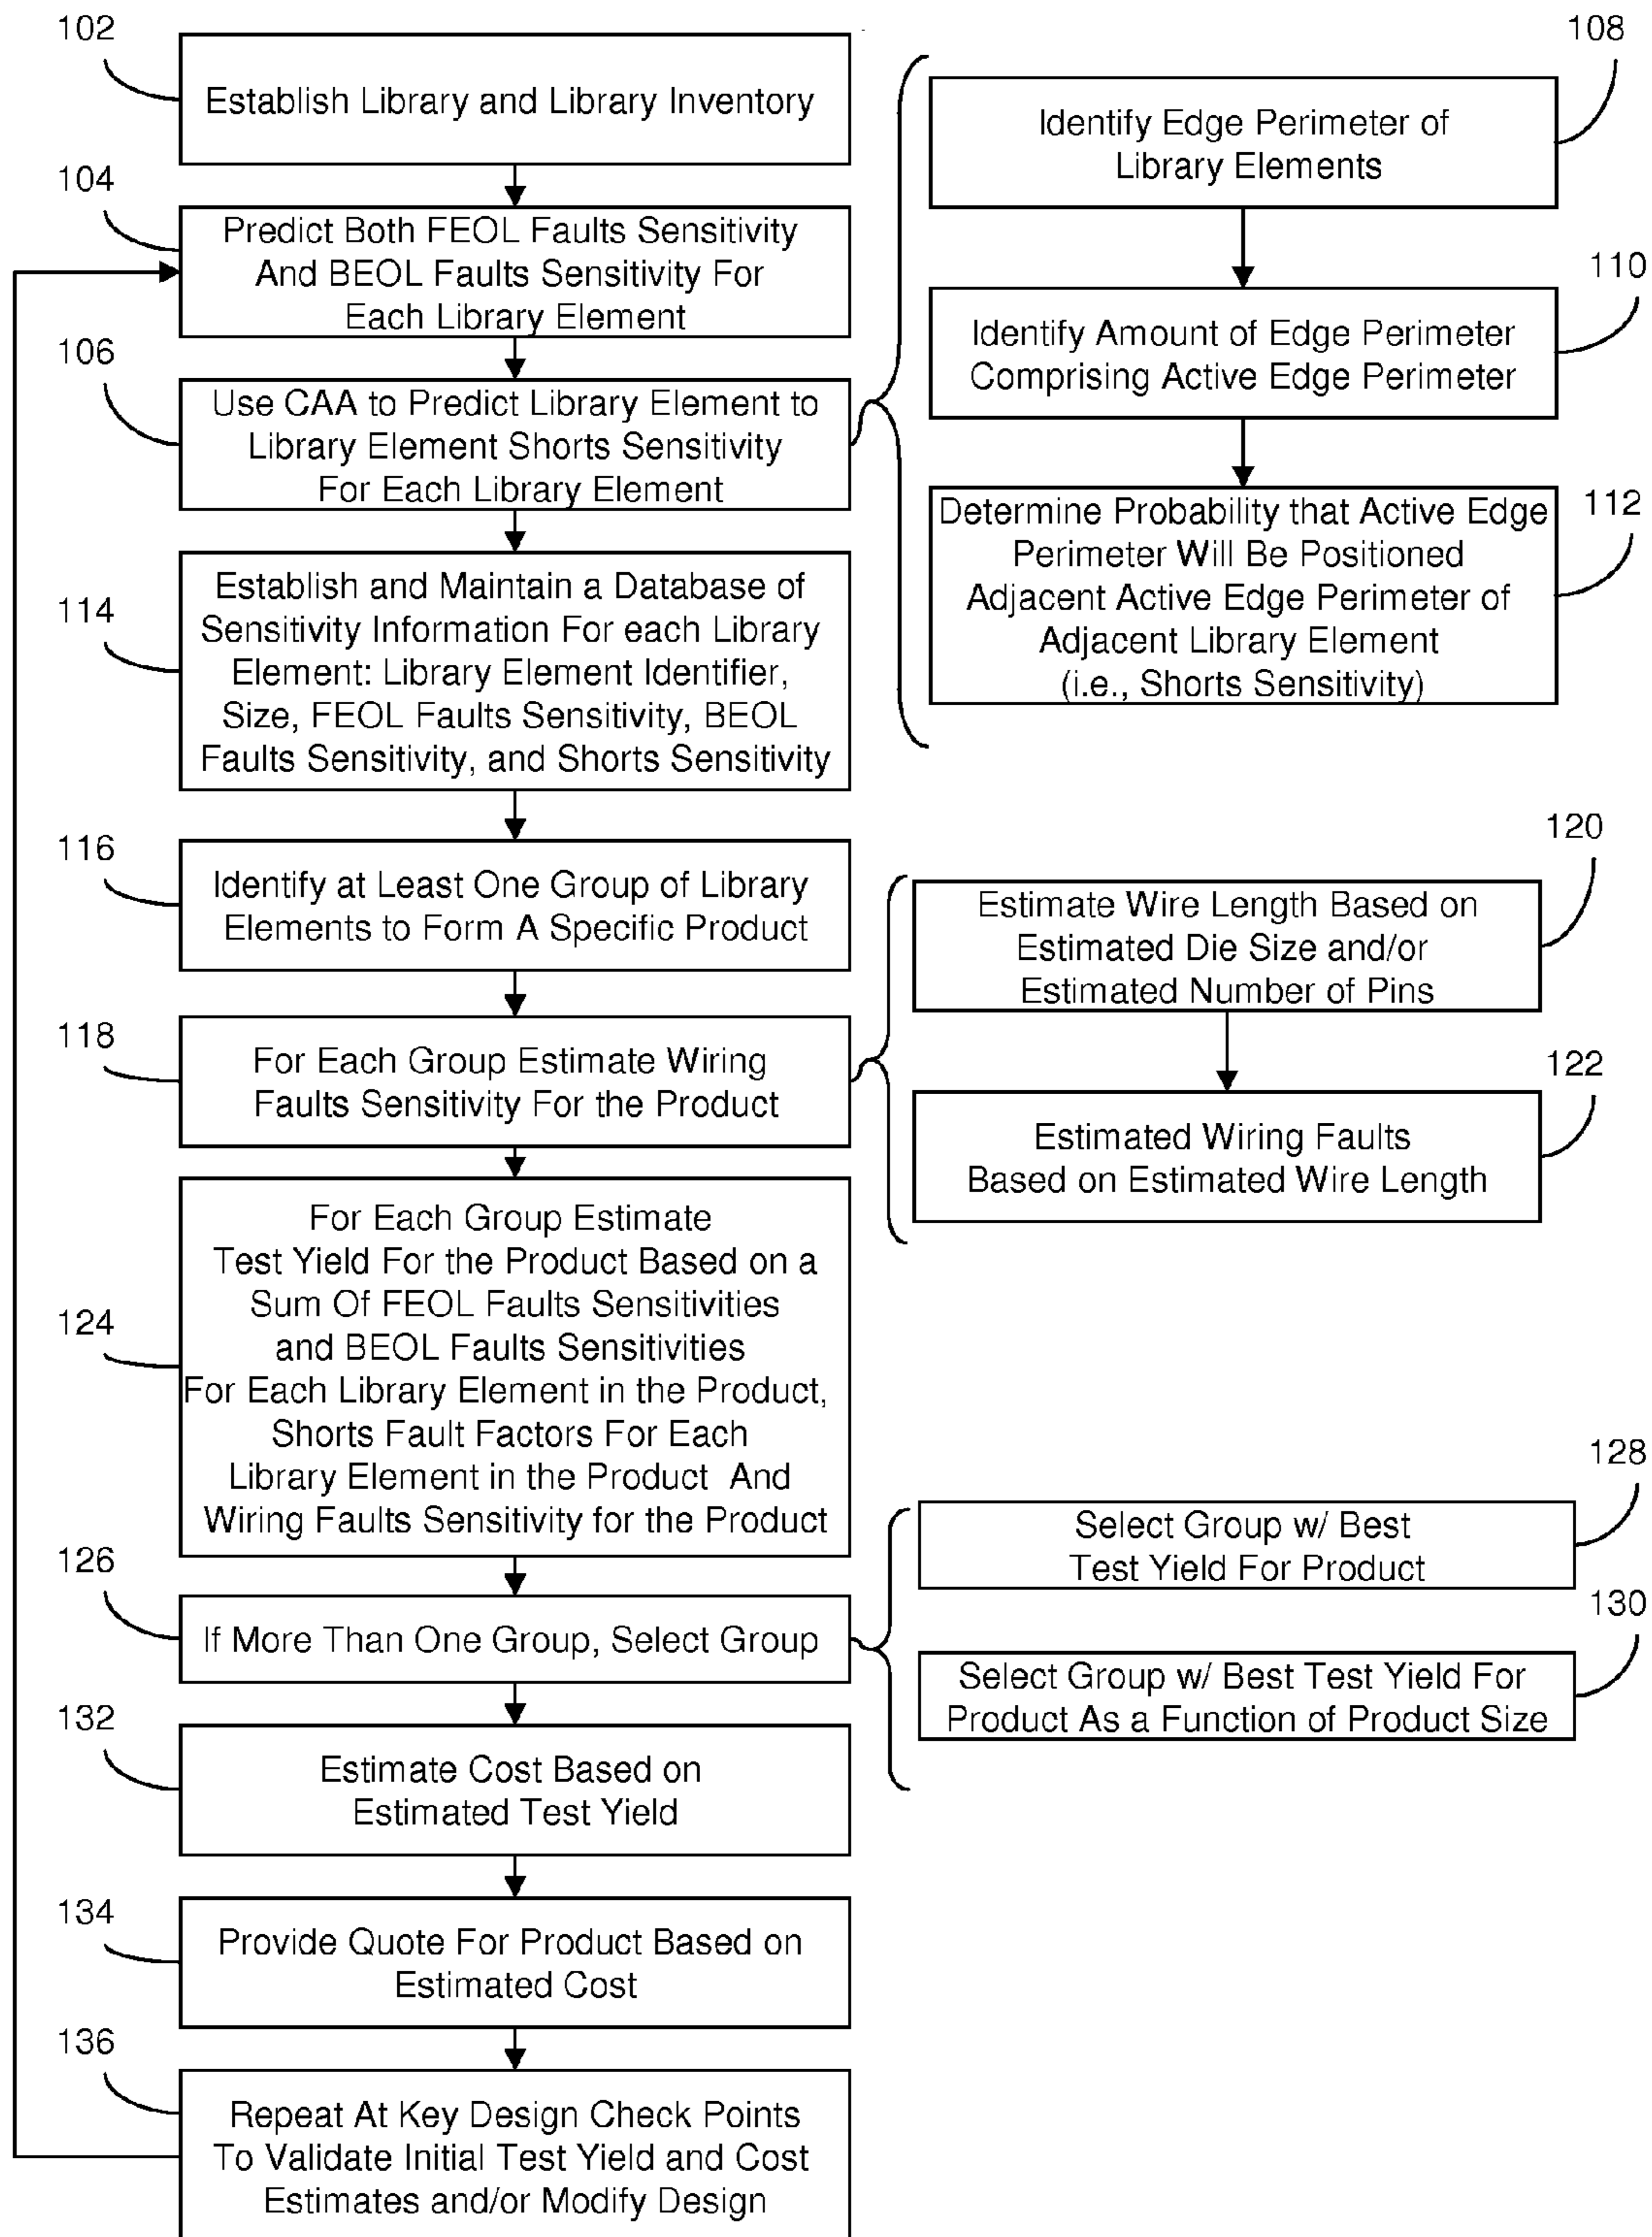 102
Establish Library and Library Inventory
104
Predict Both FEOL Faults Sensitivity
And BEOL Faults Sensitivity For
Each Library Element
106
Use CAA to Predict Library Element to
Library Element Shorts Sensitivity
For Each Library Element
108
Identify Edge Perimeter of
Library Elements
110
Identify Amount of Edge Perimeter
Comprising Active Edge Perimeter
112
Determine Probability that Active Edge
Perimeter Will Be Positioned
Adjacent Active Edge Perimeter of
Adjacent Library Element
(i.e., Shorts Sensitivity)
114
Establish and Maintain a Database of
Sensitivity Information For each Library
Element: Library Element Identifier,
Size, FEOL Faults Sensitivity, BEOL
Faults Sensitivity, and Shorts Sensitivity
116
Identify at Least One Group of Library
Elements to Form A Specific Product
118
For Each Group Estimate Wiring
Faults Sensitivity For the Product
120
Estimate Wire Length Based on
Estimated Die Size and/or
Estimated Number of Pins
122
Estimated Wiring Faults
Based on Estimated Wire Length
124
For Each Group Estimate
Test Yield For the Product Based on a
Sum Of FEOL Faults Sensitivities
and BEOL Faults Sensitivities
For Each Library Element in the Product,
Shorts Fault Factors For Each
Library Element in the Product And
Wiring Faults Sensitivity for the Product
126
If More Than One Group, Select Group
128
Select Group w/ Best
Test Yield For Product
130
Select Group w/ Best Test Yield For
Product As a Function of Product Size
132
Estimate Cost Based on
Estimated Test Yield
134
Provide Quote For Product Based on
Estimated Cost
136
Repeat At Key Design Check Points
To Validate Initial Test Yield and Cost
Estimates and/or Modify Design